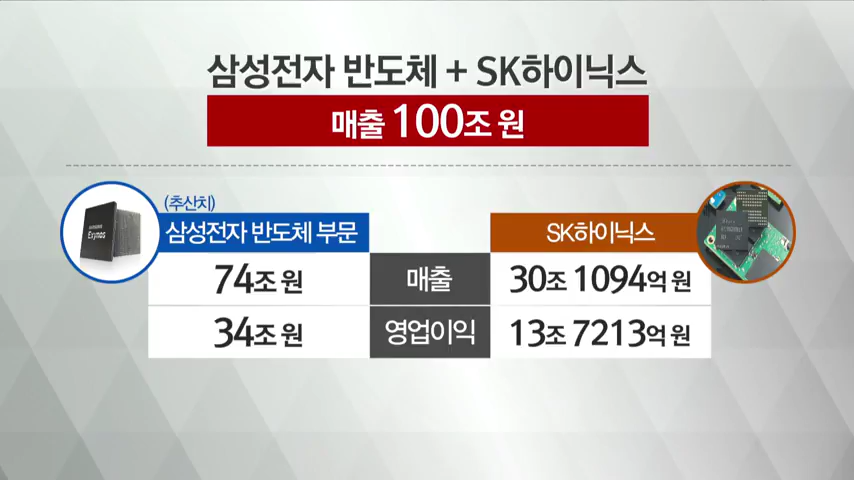 삼성전자 반도체 + SK하이닉스
매출 100조 원
(추산치)
삼성전자 반도체 부문
SK하이닉스
74조 원
매출
30조 1094억 원
34조 원
영업이익
13조 7213억 원
Exynos